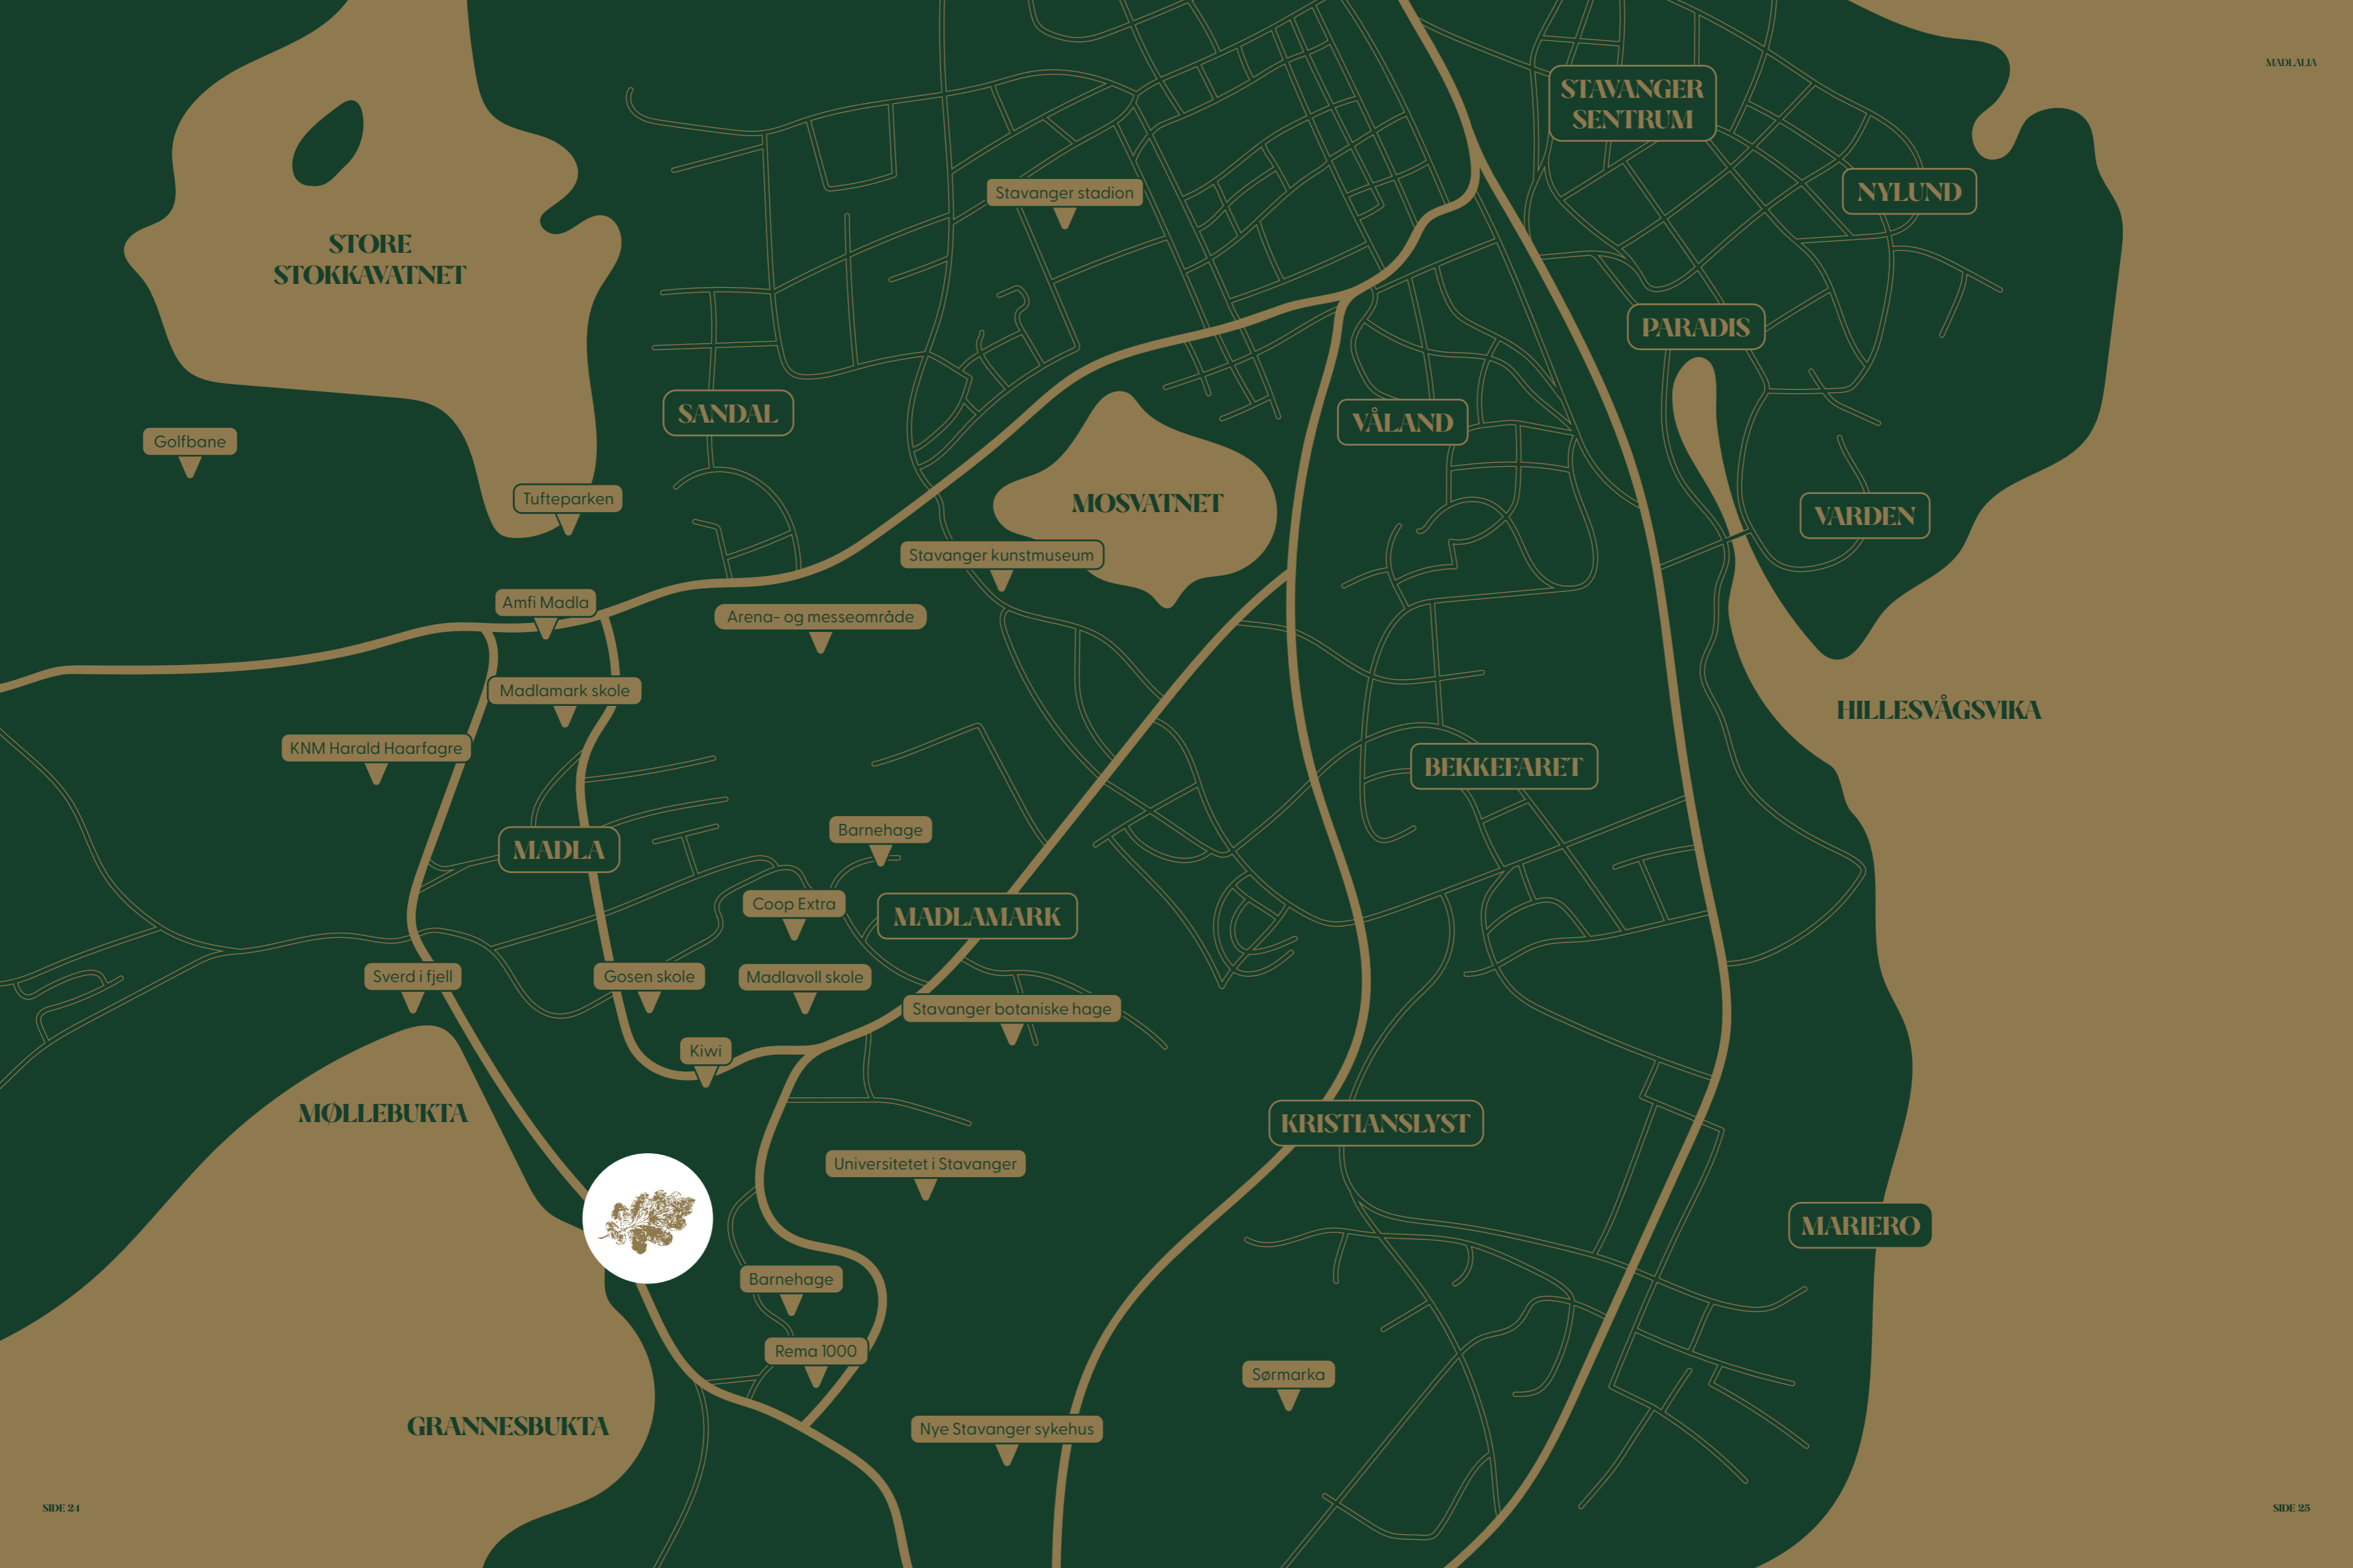 MADLALIA
STAVANGER
SENTRUM
NYLUND
Stavanger stadion
STORE
STOKKAVATNET
PARADIS
SANDAL
VÅLAND
Golfbane
Tufteparken
MOSVATNET
VARDEN
Stavanger kunstmuseum
Amfi Madla
Arena- og messeområde
Madlamark skole
HILLESVÅGSVIKA
KNM Harald Haarfagre
BEKKEFARET
Barnehage
MADLA
Coop Extra
MADLAMARK
Sverd i fjell
Gosen skole
Madlavoll skole
Stavanger botaniske hage
Kiwi
MØLLEBUKTA
KRISTIANSLYST
Universitetet i Stavanger
MARIERO
Barnehage
Rema 1000
Sørmarka
GRANNESBUKTA
Nye Stavanger sykehus
SIDE 24
SIDE 25